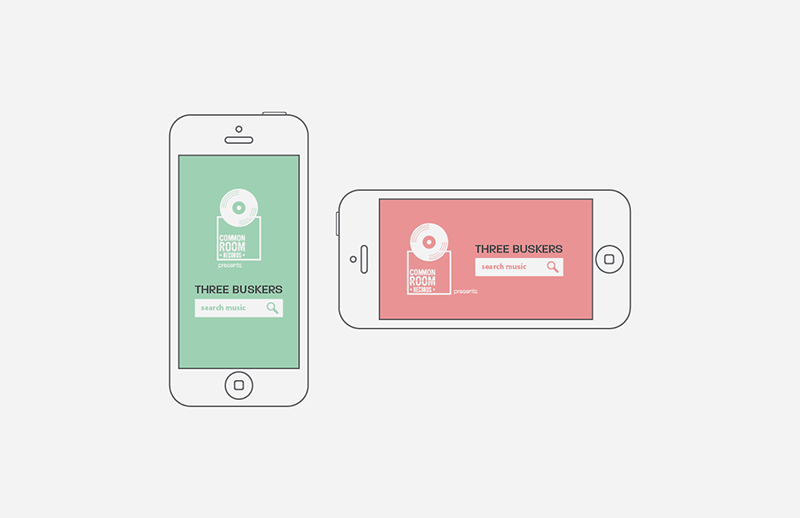 COMMON
ROOM
• RECORDS •
presents
THREE BUSKERS
search music
COMMON
ROOM
• RECORDS •
presents
THREE BUSKERS
search music